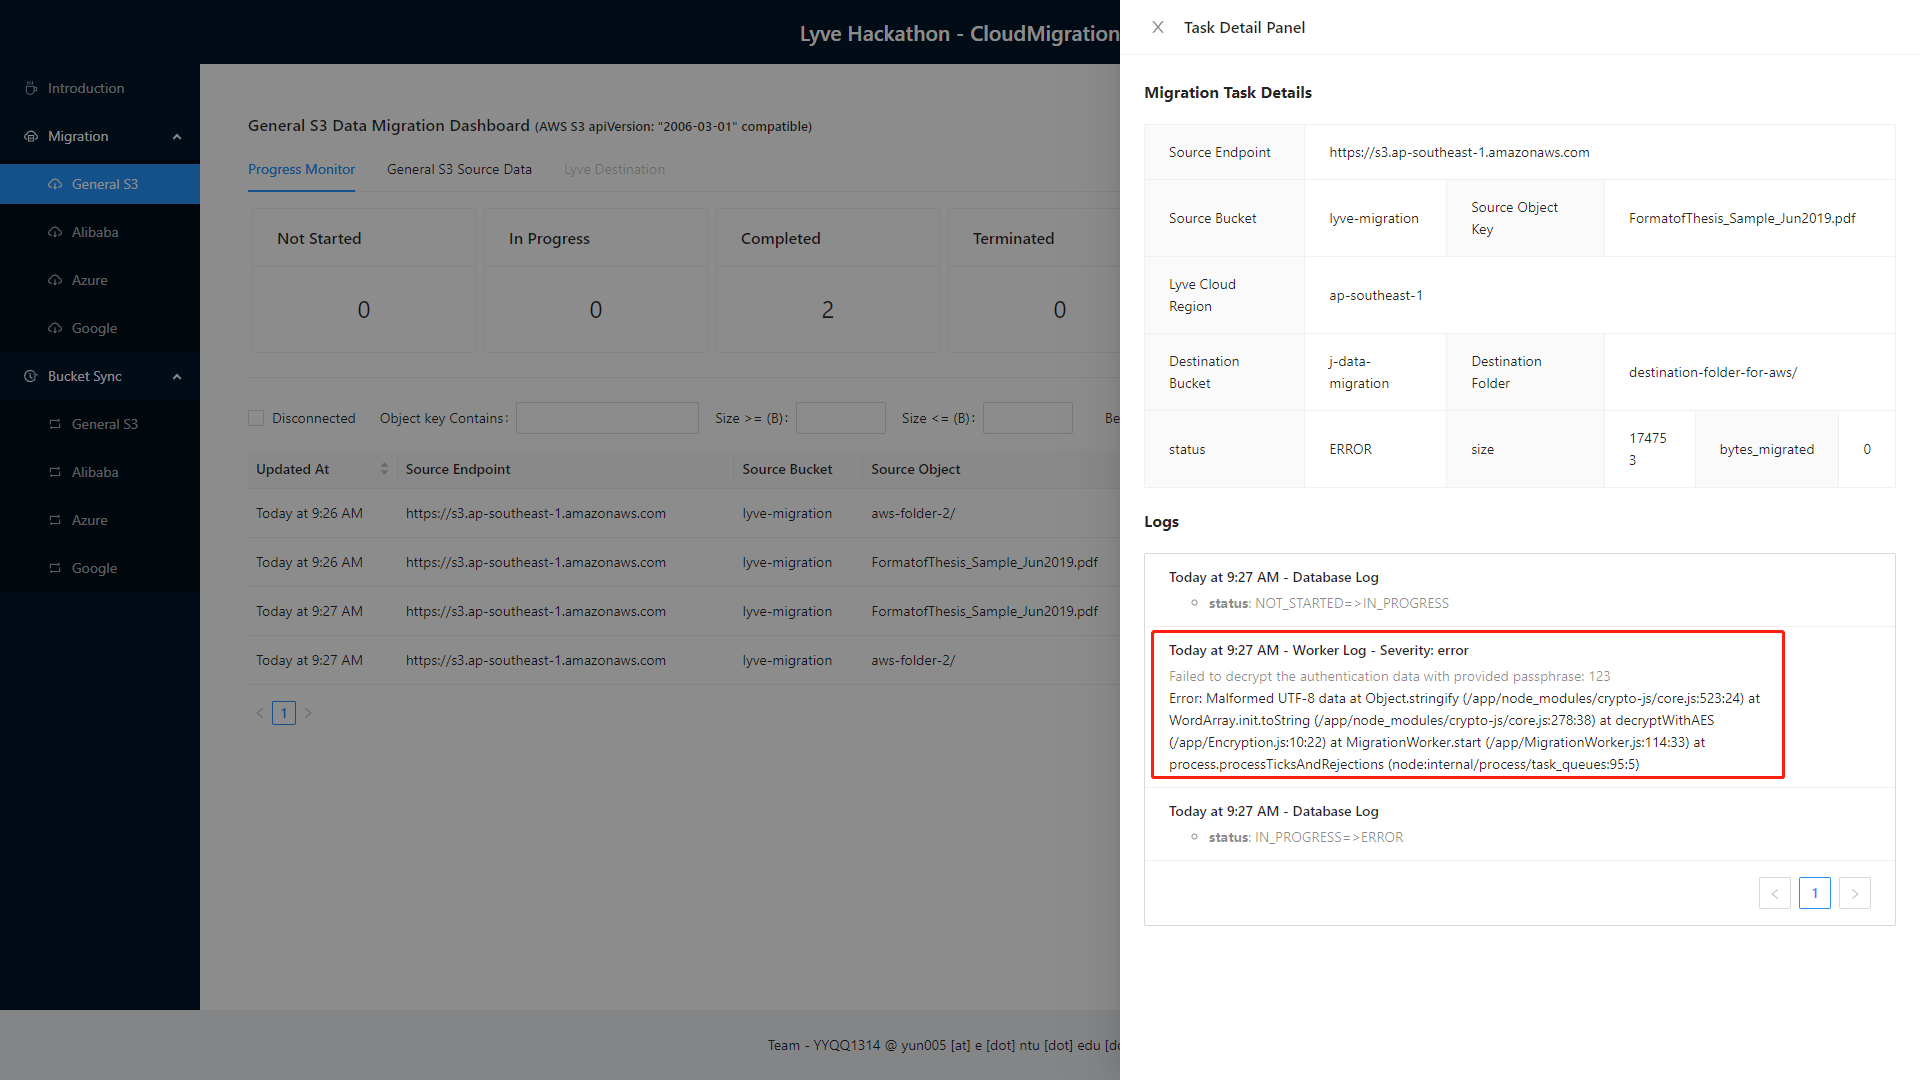 Lyve Hackathon - CloudMigration
Introduction
Migration
General S3
Alibaba
Azure
Google
Bucket Sync
General S3
Alibaba
Azure
Google
General S3 Data Migration Dashboard (AWS S3 apiVersion: "2006-03-01" compatible)
Progress Monitor
General S3 Source Data
Lyve Destination
Not Started
In Progress
Completed
Terminated
0
0
2
0
Disconnected
Object key Contains:
Size >= (B):
Size <= (B):
Be
Updated At
Source Endpoint
Source Bucket
Source Object
Today at 9:26 AM
https://s3.ap-southeast-1.amazonaws.com
lyve-migration
aws-folder-2/
Today at 9:26 AM
https://s3.ap-southeast-1.amazonaws.com
lyve-migration
FormatofThesis_Sample_Jun2019.pdf
Today at 9:27 AM
https://s3.ap-southeast-1.amazonaws.com
lyve-migration
FormatofThesis_Sample_Jun2019.pdf
Today at 9:27 AM
https://s3.ap-southeast-1.amazonaws.com
lyve-migration
aws-folder-2/
< 1 >
Team - YYQQ1314 @ yun005 [at] e [dot] ntu [dot] edu [do
Task Detail Panel
Migration Task Details
Source Endpoint
https://s3.ap-southeast-1.amazonaws.com
Source Bucket
lyve-migration
Source Object
Key
FormatofThesis_Sample_Jun2019.pdf
Lyve Cloud
Region
ap-southeast-1
Destination
Bucket
j-data-
migration
Destination
Folder
destination-folder-for-aws/
status
ERROR
size
17475
3
bytes_migrated
0
Logs
Today at 9:27 AM - Database Log
status: NOT_STARTED=>IN_PROGRESS
Today at 9:27 AM - Worker Log - Severity: error
Failed to decrypt the authentication data with provided passphrase: 123
Error: Malformed UTF-8 data at Object.stringify (/app/node_modules/crypto-js/core.js:523:24) at
WordArray.init.toString (/app/node_modules/crypto-js/core.js:278:38) at decryptWithAES
(/app/Encryption.js:10:22) at MigrationWorker.start (/app/MigrationWorker.js:114:33) at
process.processTicksAndRejections (node:internal/process/task_queues:95:5)
Today at 9:27 AM - Database Log
status: IN_PROGRESS=>ERROR
< 1 >